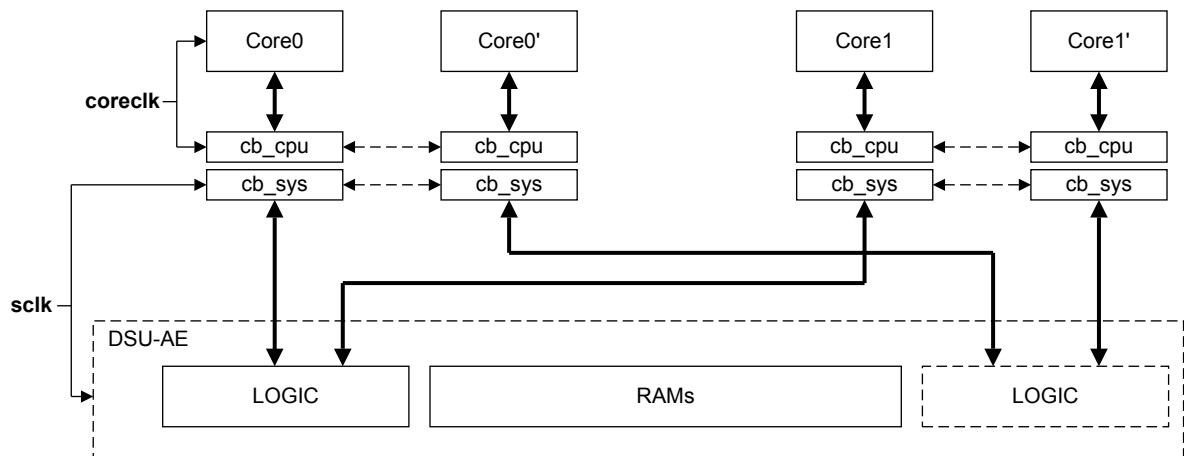 Core0 Core0' Core1 Core1'
coreclk
cb_cpu cb_cpu cb_cpu cb_cpu
cb_sys cb_sys cb_sys cb_sys
sclk
DSU-AE
LOGIC RAMs LOGIC